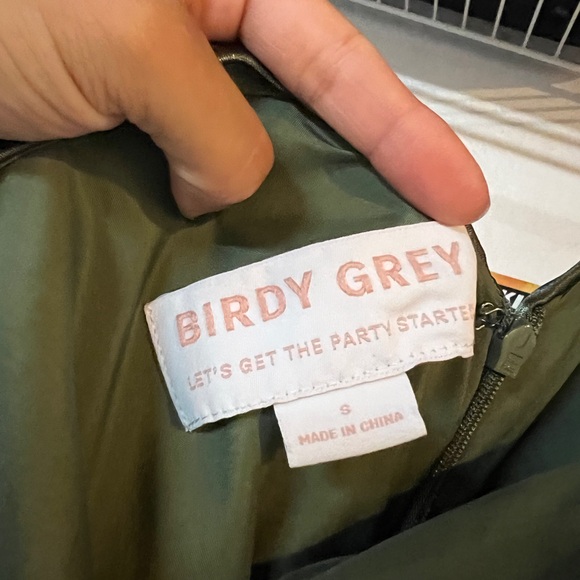 BIRDY GREY
LET'S GET THE PARTY STARTE
S
MADE IN CHINA